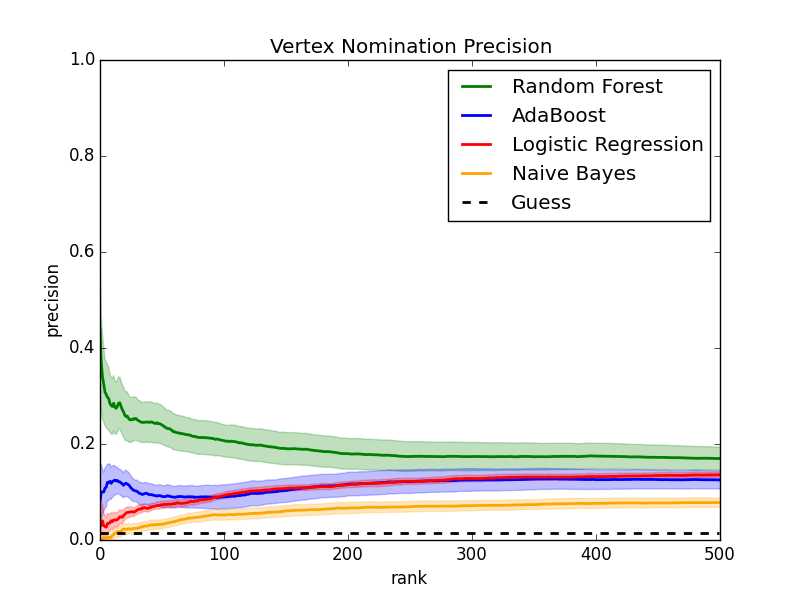 Vertex Nomination Precision
1.0
0.8
0.6
0.4
0.2
0.0
precision
Random Forest
AdaBoost
Logistic Regression
Naive Bayes
Guess
0
100
200
300
400
500
rank